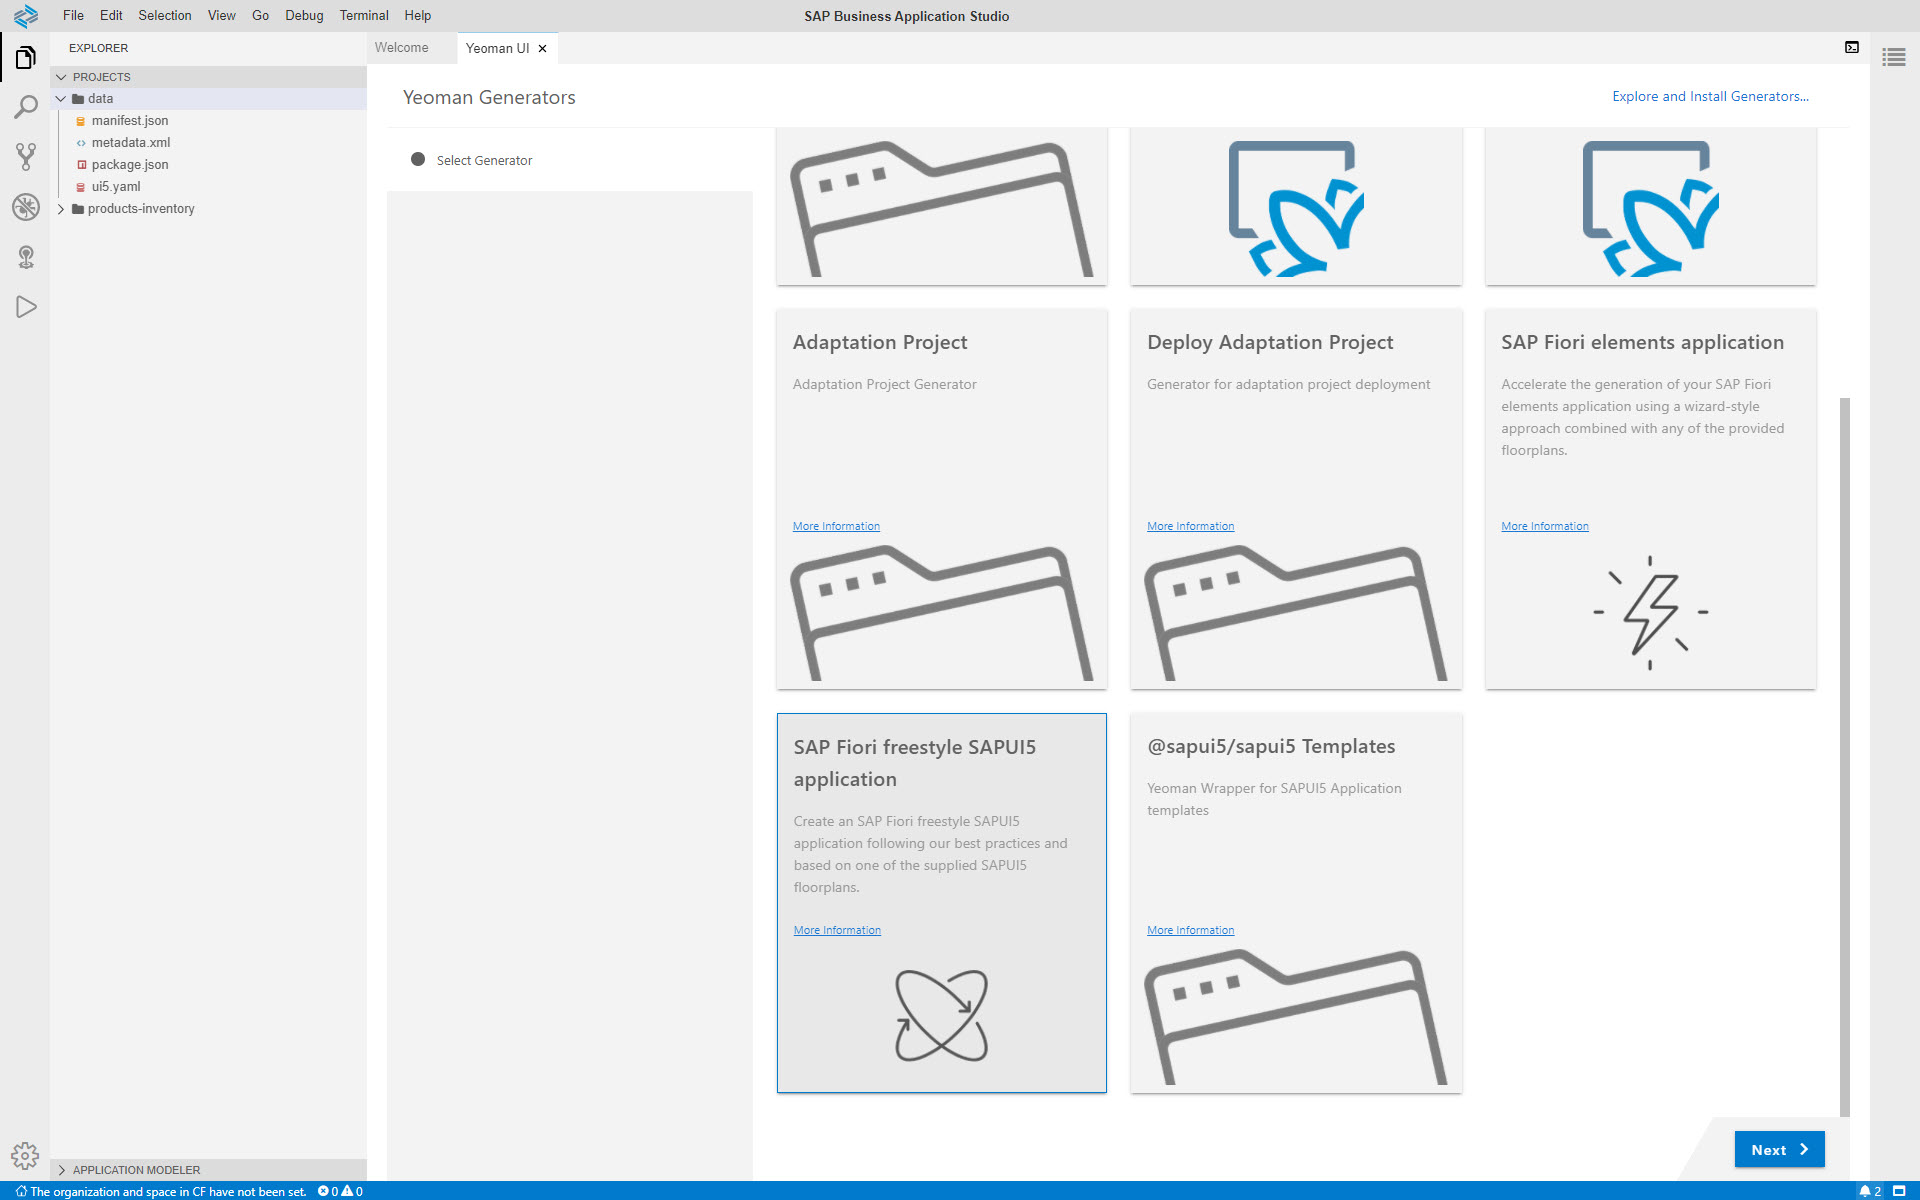 File Edit Selection View Go Debug Terminal Help
SAP Business Application Studio
EXPLORER
PROJECTS
data
manifest.json
metadata.xml
package.json
ui5.yaml
products-inventory
APPLICATION MODELER
Welcome
Yeoman UI
Yeoman Generators
Explore and Install Generators...
Select Generator
Adaptation Project
Adaptation Project Generator
More Information
Deploy Adaptation Project
Generator for adaptation project deployment
More Information
SAP Fiori elements application
Accelerate the generation of your SAP Fiori
elements application using a wizard-style
approach combined with any of the provided
floorplans.
More Information
SAP Fiori freestyle SAPUI5
application
Create an SAP Fiori freestyle SAPUI5
application following our best practices and
based on one of the supplied SAPUI5
floorplans.
More Information
@sapui5/sapui5 Templates
Yeoman Wrapper for SAPUI5 Application
templates
More Information
Next
The organization and space in CF have not been set. 0 0
2